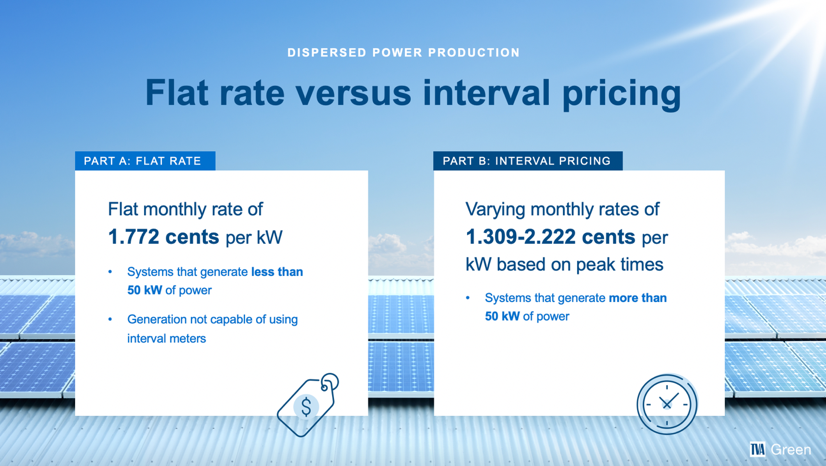 DISPERSED POWER PRODUCTION
Flat rate versus interval pricing
PART A: FLAT RATE
Flat monthly rate of
1.772 cents per kW
• Systems that generate less than
50 kW of power
• Generation not capable of using
interval meters
$
PART B: INTERVAL PRICING
Varying monthly rates of
1.309-2.222 cents per
kW based on peak times
• Systems that generate more than
50 kW of power
TVA Green